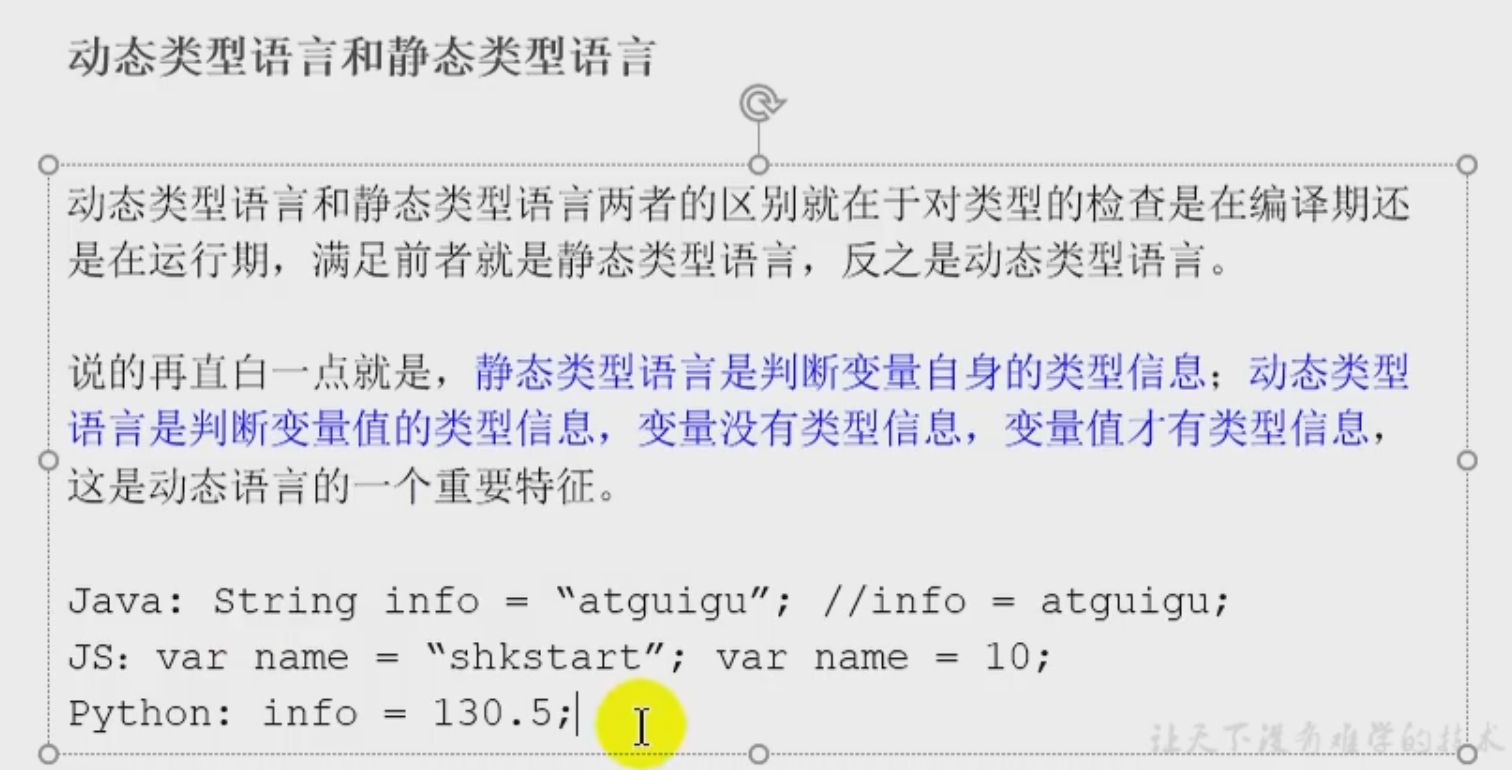 动态类型语言和静态类型语言
动态类型语言和静态类型语言两者的区别就在于对类型的检查是在编译期还
是在运行期，满足前者就是静态类型语言，反之是动态类型语言。
说的再直白一点就是，静态类型语言是判断变量自身的类型信息；动态类型
语言是判断变量值的类型信息，变量没有类型信息，变量值才有类型信息，
这是动态语言的一个重要特征。
Java: String info = “atguigu”; //info = atguigu;
JS: var name = “shkstart”; var name = 10;
Python: info = 130.5;
让天下没有难学的技术